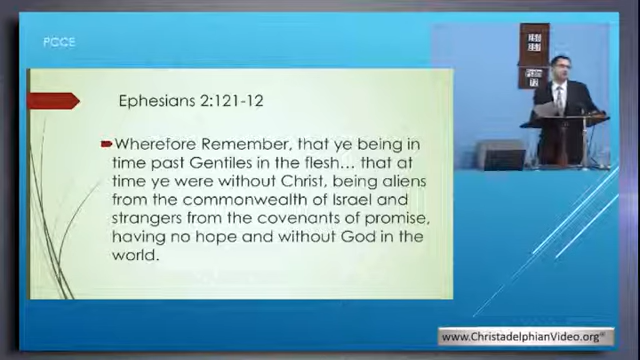 PCCE
Ephesians 2:121-12
Wherefore Remember, that ye being in
time past Gentiles in the flesh… that at
time ye were without Christ, being aliens
from the commonwealth of Israel and
strangers from the covenants of promise,
having no hope and without God in the
world.
www.ChristadelphianVideo.org